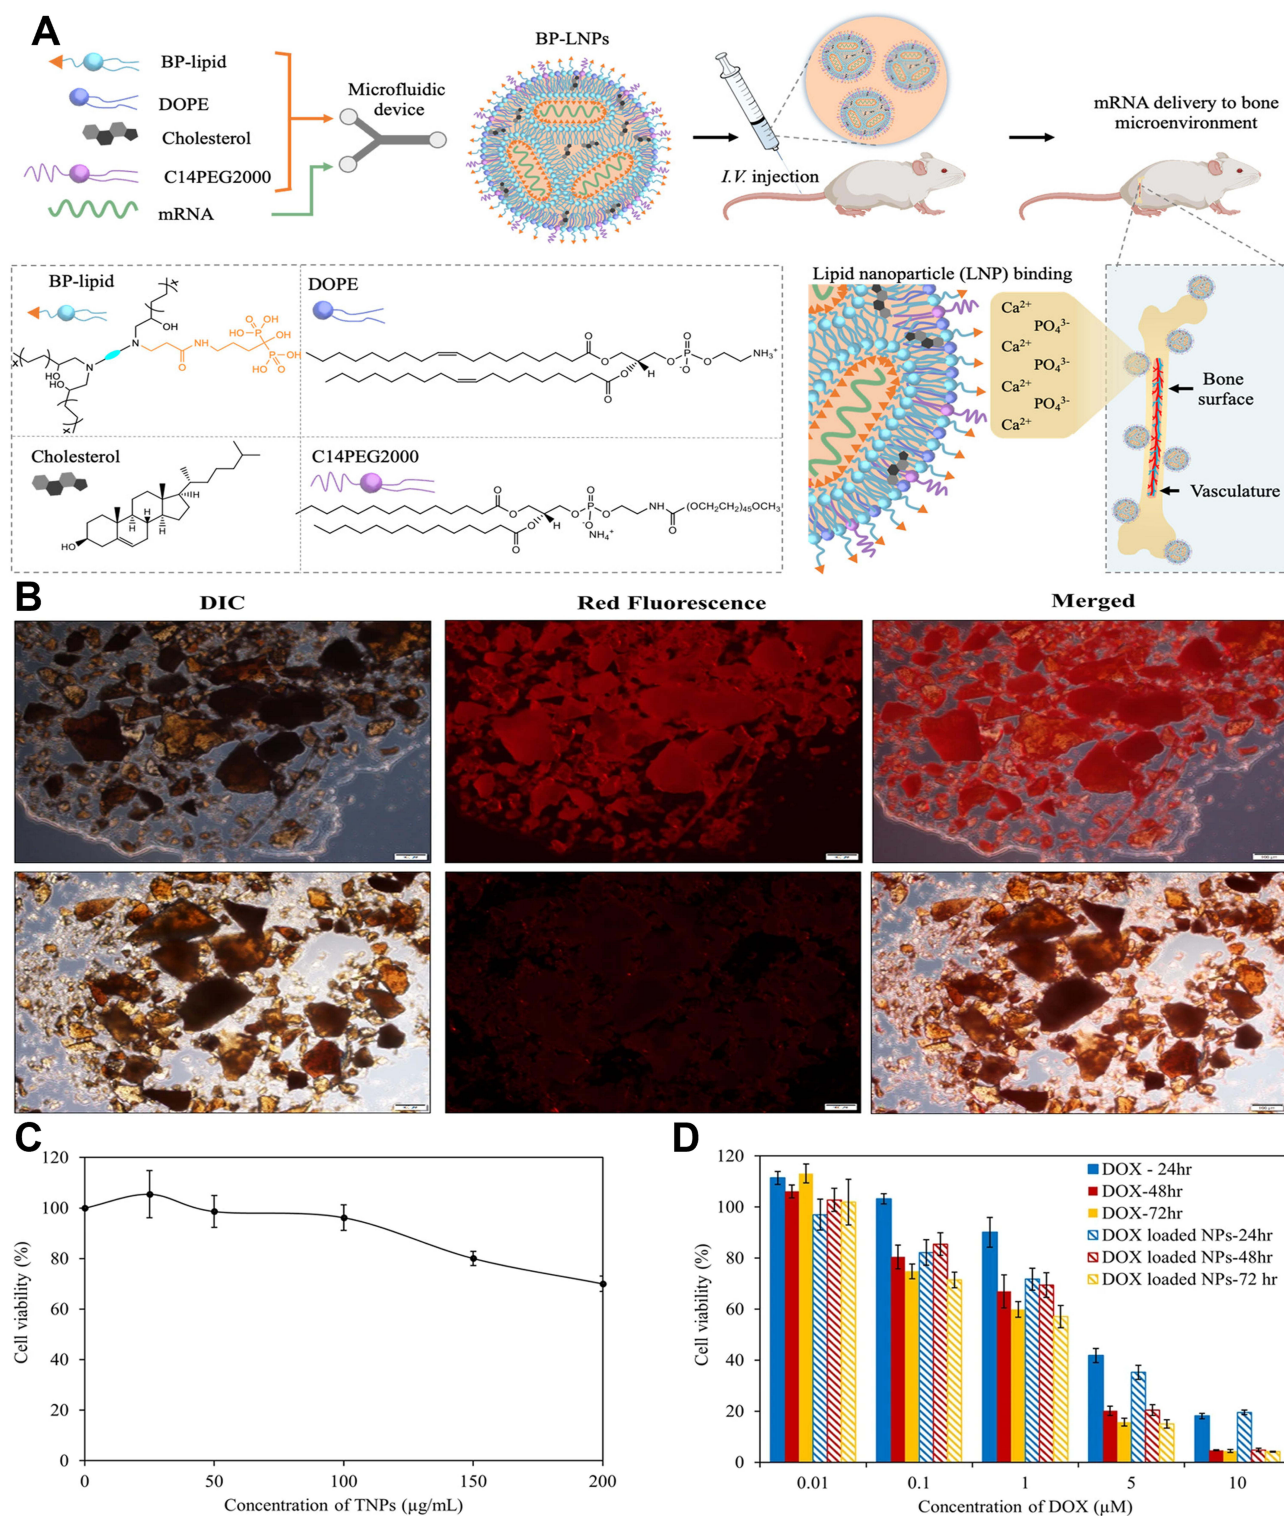 A
BP-lipid
DOPE
Cholesterol
C14PEG2000
mRNA
Microfluidic
device
BP-LNPs
I.V. injection
mRNA delivery to bone
microenvironment
BP-lipid
x
OH
x
N
N
OH
x
O
NH
O
HO
P
OH
OH
P
OH
HO
O
DOPE
O
O
O
O
H
O
P
O
O-
O
NH3+
Cholesterol
H
H
H
HO
C14PEG2000
O
O
O
O
H
O
P
O
O-
NH4+
O
NH
O
(OCH2CH2)45OCH3
Lipid nanoparticle (LNP) binding
Ca2+
PO43-
Ca2+
PO43-
Ca2+
PO43-
Ca2+
Bone
surface
Vasculature
B
DIC
Red Fluorescence
Merged
C
Cell viability (%)
120
100
80
60
40
20
0
0
50
100
150
200
Concentration of TNPs (µg/mL)
D
Cell viability (%)
120
100
80
60
40
20
0
DOX - 24hr
DOX-48hr
DOX-72hr
DOX loaded NPs-24hr
DOX loaded NPs-48hr
DOX loaded NPs-72 hr
0.01
0.1
1
5
10
Concentration of DOX (µM)